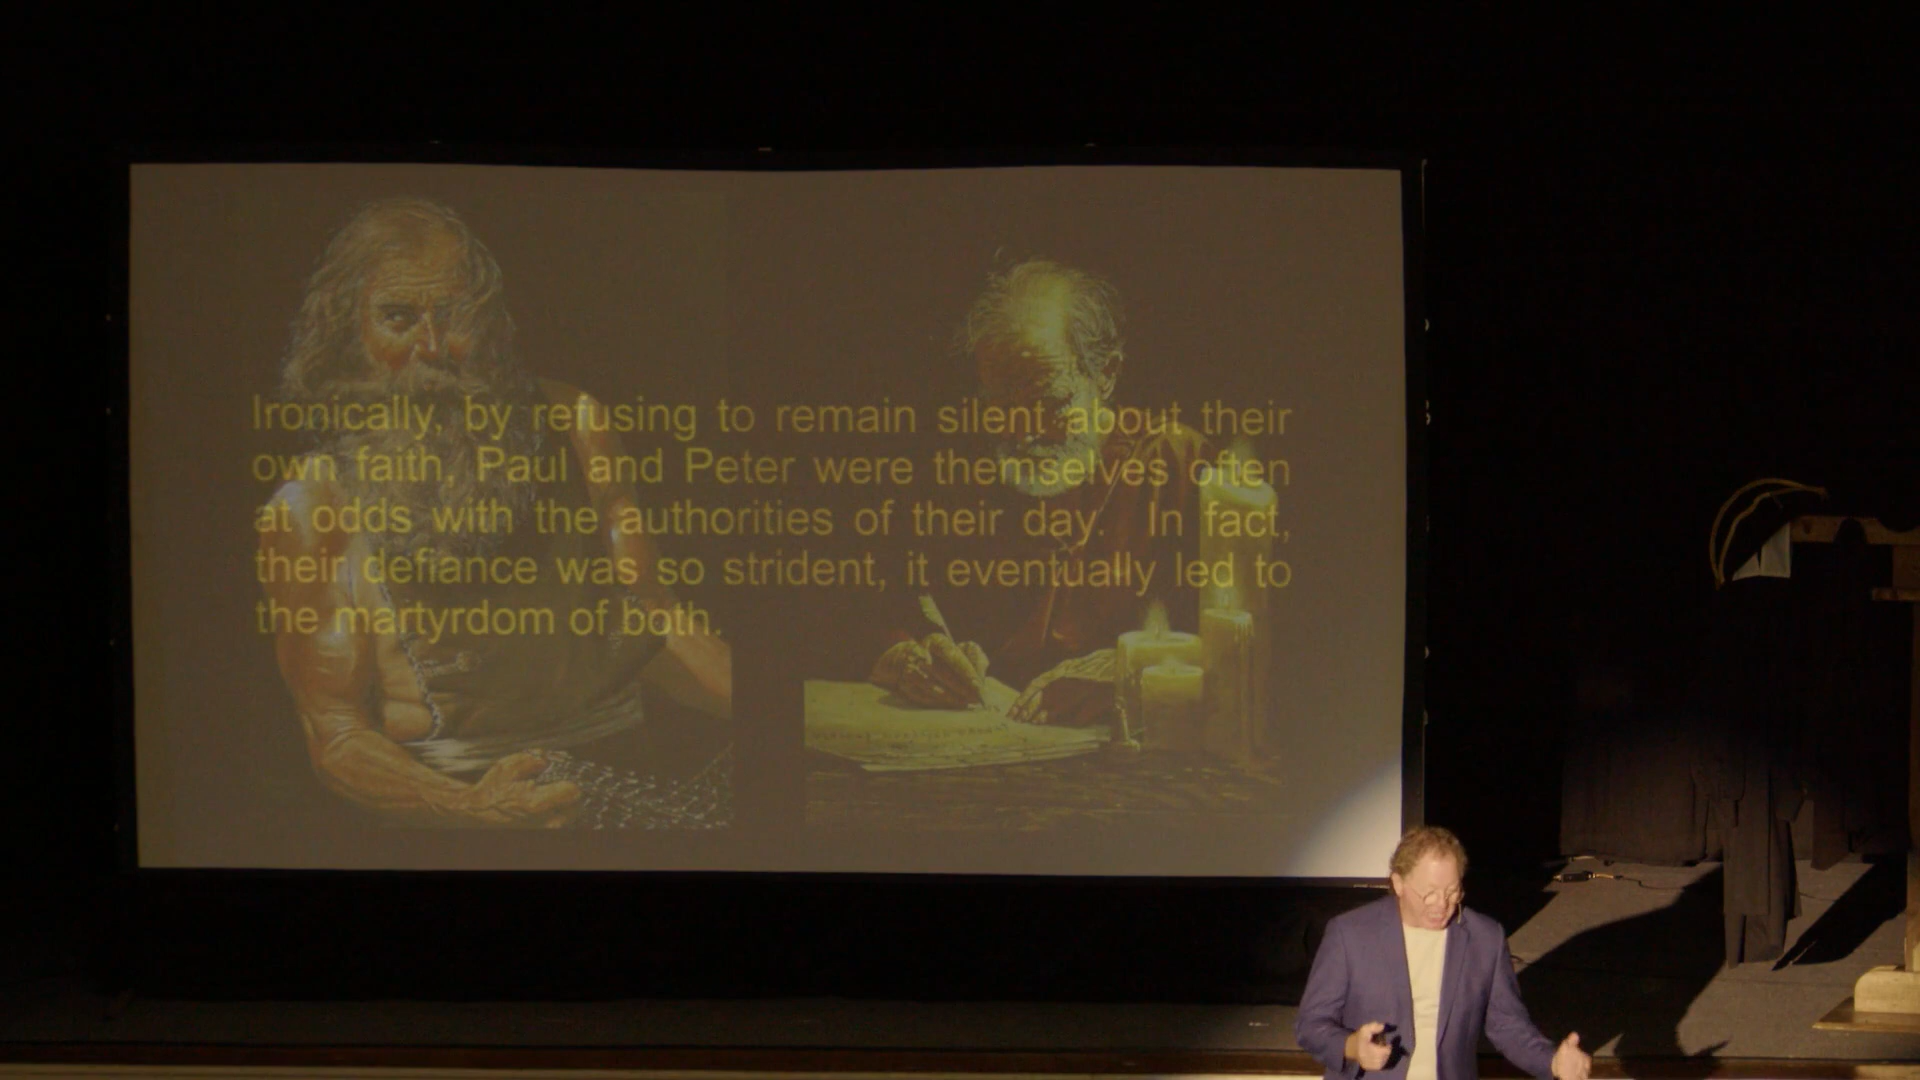 Ironically, by refusing to remain silent about their
own faith, Paul and Peter were themselves often
at odds with the authorities of their day. In fact,
their defiance was so strident, it eventually led to
the martyrdom of both.